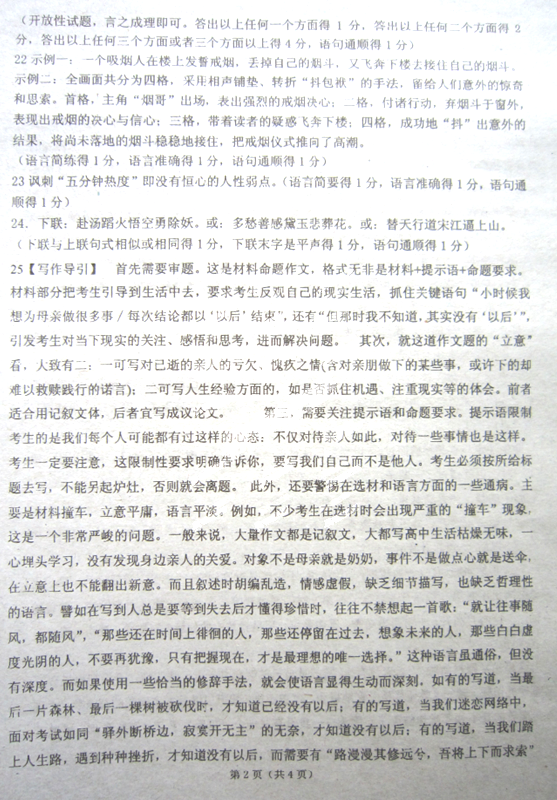 （开放性试题，言之成理即可。答出以上任何一个方面得 1 分，答出以上任何二个方面得 2
分，答出以上任何三个方面或者三个方面以上得 4 分，语句通顺得 1 分）
22 示例一：一个吸烟人在楼上发誓戒烟，丢掉自己的烟斗，又飞奔下楼去接住自己的烟斗。
示例二：全画面共分为四格，采用相声铺垫、转折“抖包袱”的手法，留给人们意外的惊奇
和思索。首格，主角“烟哥”出场，表出强烈的戒烟决心；二格，付诸行动，弃烟斗于窗外，
表现出戒烟的决心与信心；三格，带着读者的疑惑飞奔下楼；四格，成功地“抖”出意外的
结果，将尚未落地的烟斗稳稳地接住，把戒烟仪式推向了高潮。
（语言简练得 1 分，语言准确得 1 分，语句通顺得 1 分）
23 讽刺“五分钟热度”即没有恒心的人性弱点。（语言简要得 1 分，语言准确得 1 分，语句通
顺得 1 分）
24．下联：赴汤蹈火悟空勇除妖。或：多愁善感黛玉悲葬花。或：替天行道宋江逼上山。
（下联与上联句式相似或相同得 1 分，下联末字是平声得 1 分，语句通顺得 1 分）
25【写作导引】 首先需要审题。这是材料命题作文，格式无非是材料+提示语+命题要求。
材料部分把考生引导到生活中去，要求考生反观自己的现实生活，抓住关键语句“小时候我
想为母亲做很多事／每次结论都以‘以后’结束”，还有“但那时我不知道，其实没有‘以后’”，
引发考生对当下现实的关注、感悟和思考，进而解决问题。 其次，就这道作文题的“立意”
看，大致有二：一可写对已逝的亲人的亏欠、愧疚之情(含对亲朋做下的某些事，或许下的却
难以救赎践行的诺言)；二可写人生经验方面的，如是否抓住机遇、注重现实等的体会。前者
适合用记叙文体，后者宜写成议论文。 第三，需要关注提示语和命题要求。提示语限制
考生的是我们每个人可能都有过这样的心态：不仅对待亲人如此，对待一些事情也是这样。
考生一定要注意，这限制性要求明确告诉你，要写我们自己而不是他人。考生必须按所给标
题去写，不能另起炉灶，否则就会离题。 此外，还要警惕在选材和语言方面的一些通病。主
要是材料撞车，立意平庸，语言平淡。例如，不少考生在选材时会出现严重的“撞车”现象，
这是一个非常严峻的问题。一般来说，大量作文都是记叙文，大都写高中生活枯燥无味，一
心埋头学习，没有发现身边亲人的关爱。对象不是母亲就是奶奶，事件不是做点心就是送伞，
在立意上也不能翻出新意。而且叙述时胡编乱造，情感虚假，缺乏细节描写，也缺乏哲理性
的语言。譬如在写到人总是要等到失去后才懂得珍惜时，往往不禁想起一首歌：“就让往事随
风，都随风”，“那些还在时间上徘徊的人，那些还停留在过去，想象未来的人，那些白白虚
度光阴的人，不要再犹豫，只有把握现在，才是最理想的唯一选择。”这种语言虽通俗，但没
有深度。而如果使用一些恰当的修辞手法，就会使语言显得生动而深刻，如有的写道，当最
后一片森林、最后一棵树被砍伐时，才知道已经没有以后；有的写道，当我们迷恋网络中，
面对考试如同“驿外断桥边，寂寞开无主”的无奈，才知道没有以后；有的写道，当我们踏
上人生路，遇到种种挫折，才知道没有以后，而需要有“路漫漫其修远兮，吾将上下而求索”
第 2 页（共 4 页）